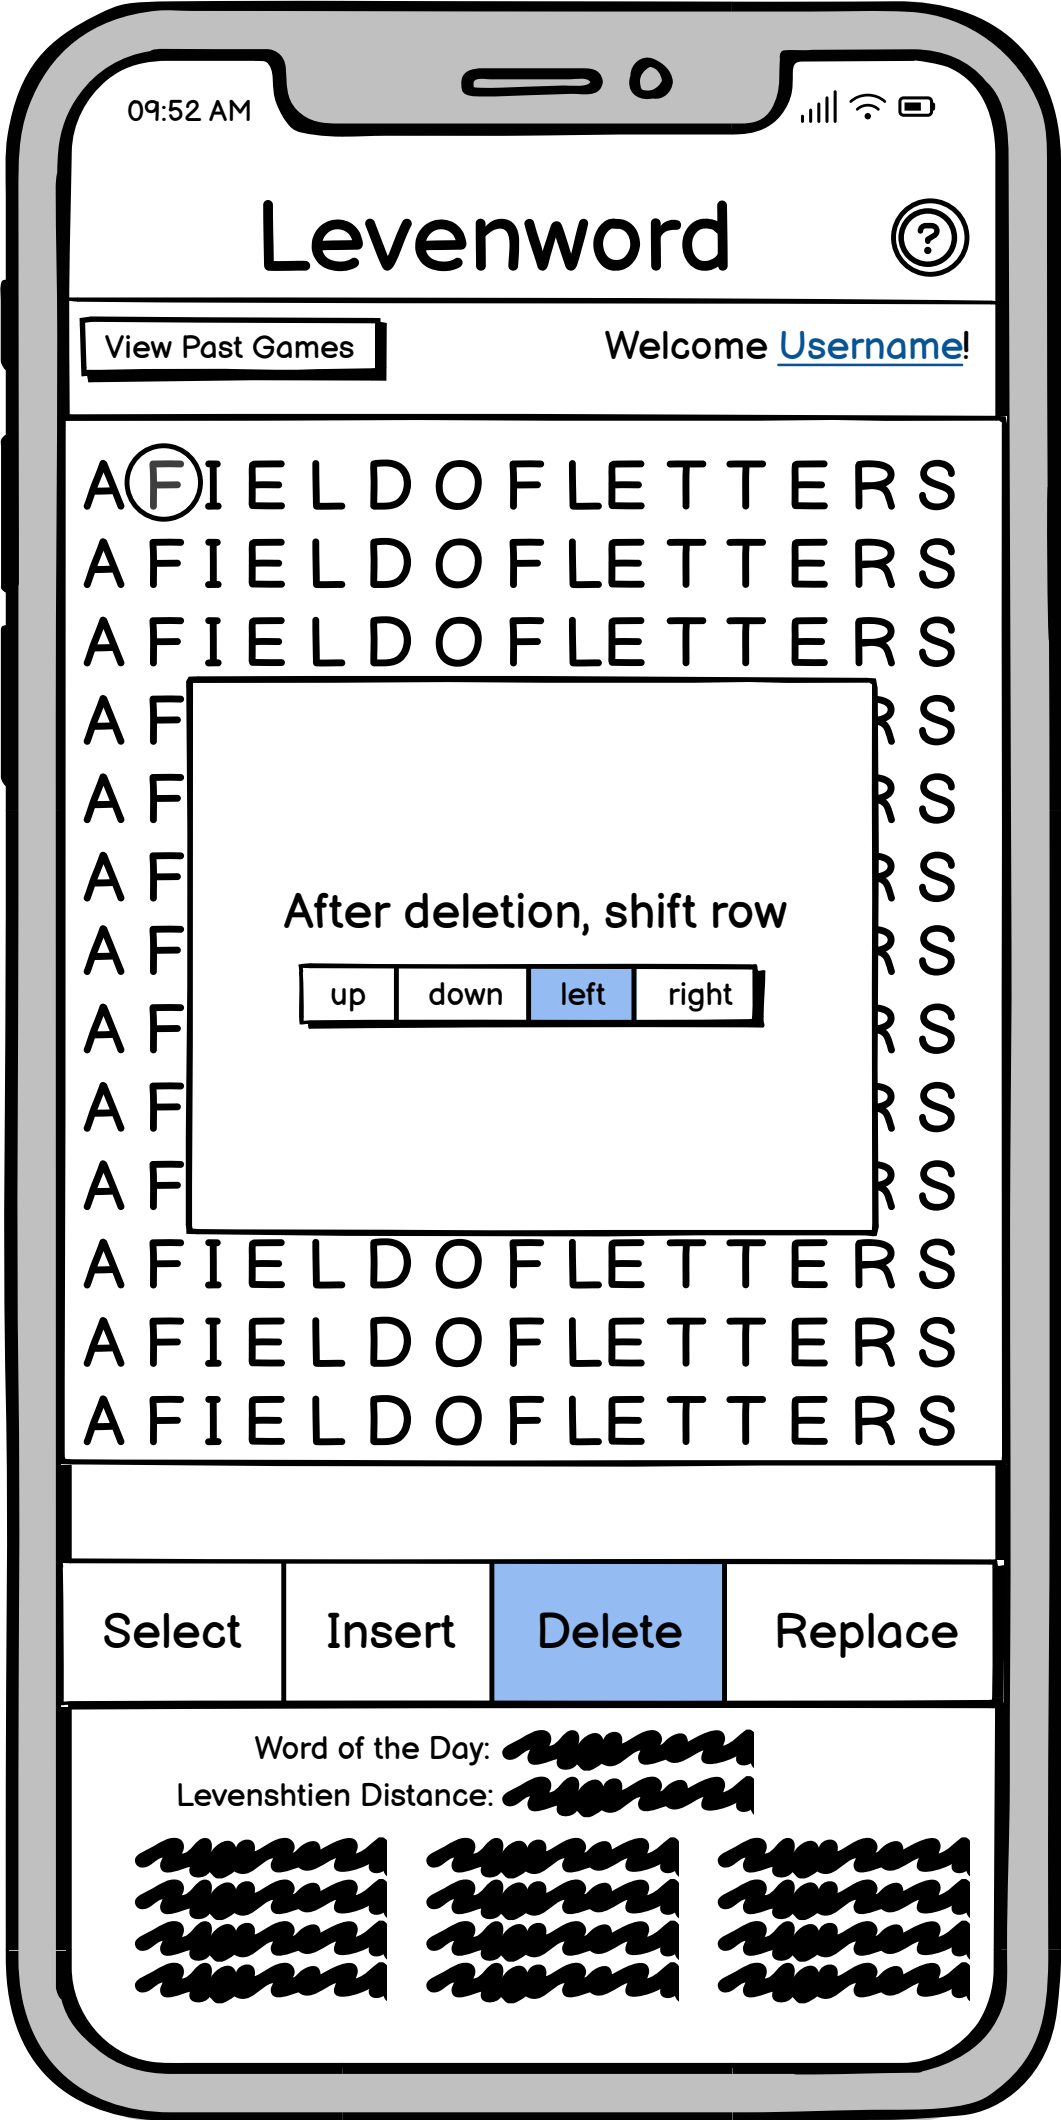 09:52 AM
Levenword
?
View Past Games
Welcome Username!
A F I E L D O F L E T T E R S
A F I E L D O F L E T T E R S
A F I E L D O F L E T T E R S
A F R S
A F R S
A F R S
After deletion, shift row
A F R S
up down left right
A F R S
A F R S
A F R S
A F I E L D O F L E T T E R S
A F I E L D O F L E T T E R S
A F I E L D O F L E T T E R S
Select Insert Delete Replace
Word of the Day:
Levenshtien Distance: